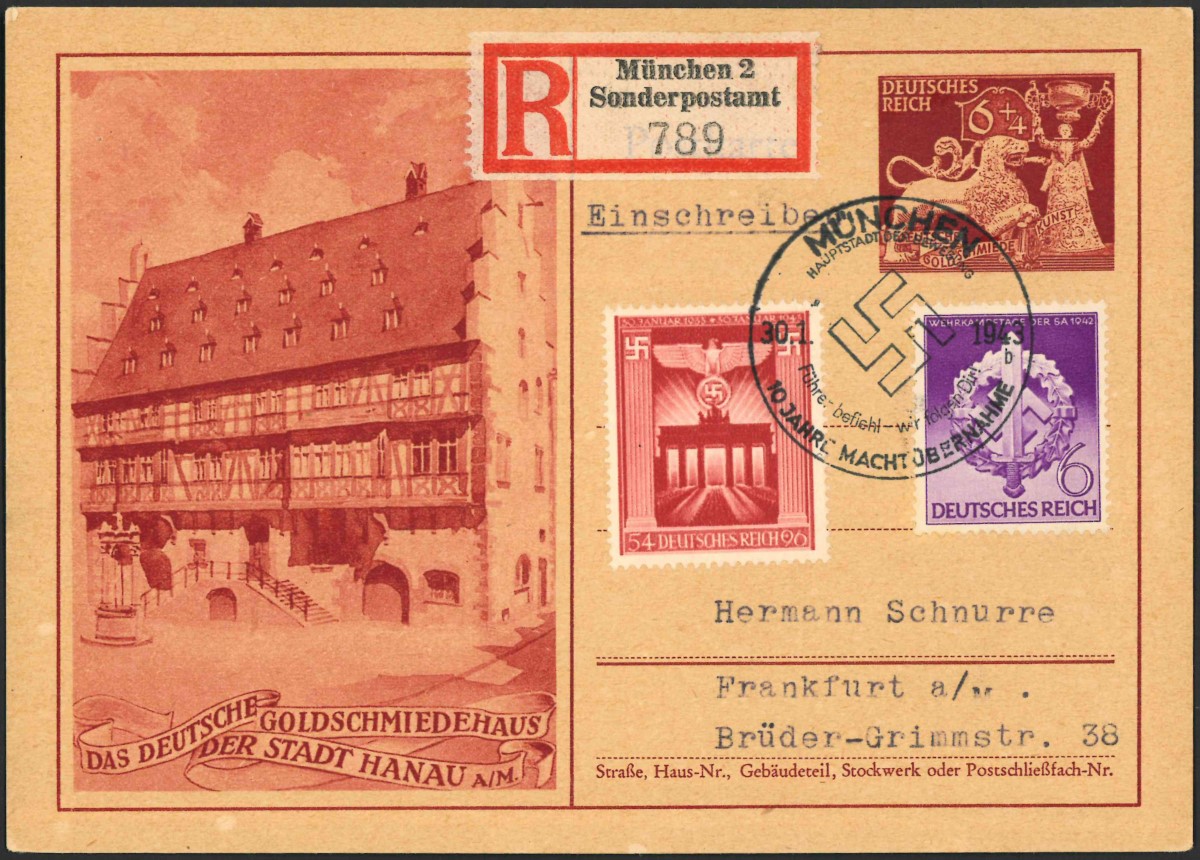 R
München 2
Sonderpostamt
789
DEUTSCHES
REICH
6+4
GOLDSCHMIEDE
KUNST
Einschreibe
MÜNCHEN
HAUPTSTADT DER BEWEGUNG
30.1. 1943
b
Führer befiehl - wir folgen Dir!
10 JAHRE MACHTÜBERNAHME
30. JANUAR 1933 * 30. JANUAR 1943
54 DEUTSCHES REICH 96
WEHRKAMPFTAGE DER SA 1942
6
DEUTSCHES REICH
Hermann Schnurre
Frankfurt a/M .
Brüder-Grimmstr. 38
Straße, Haus-Nr., Gebäudeteil, Stockwerk oder Postschließfach-Nr.
DAS DEUTSCHE GOLDSCHMIEDEHAUS
DER STADT HANAU A/M.